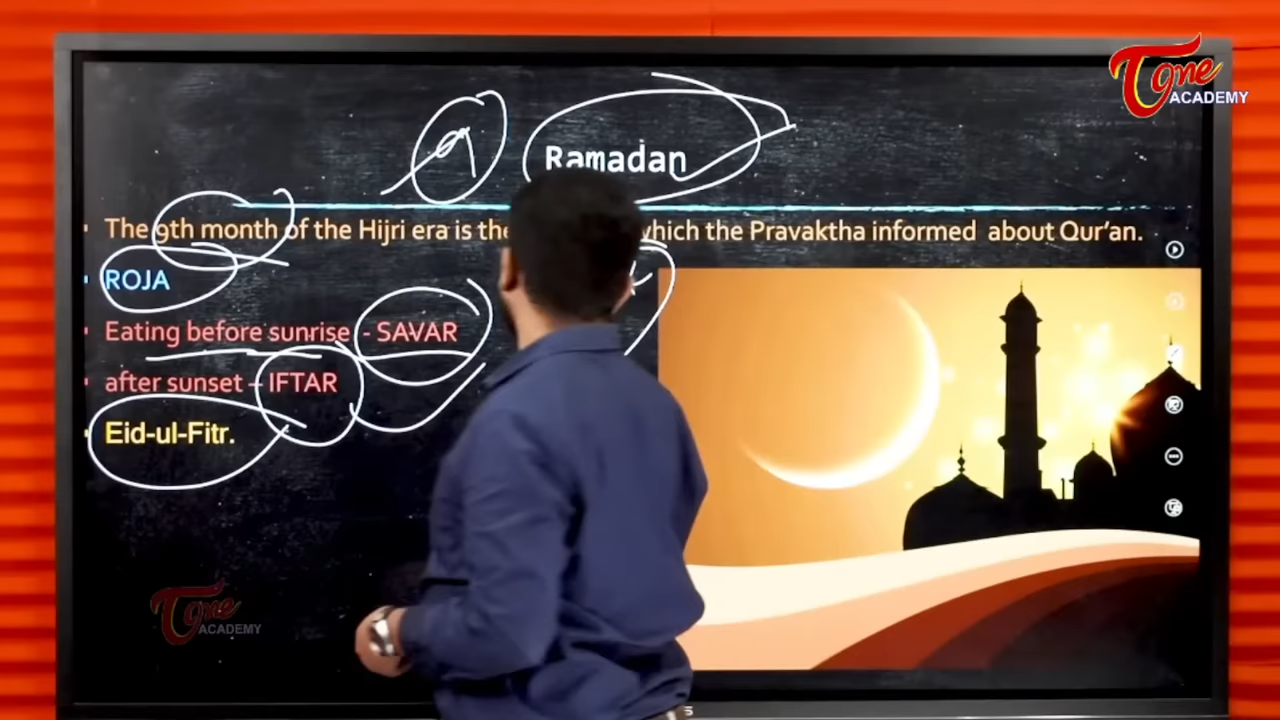 Tone
ACADEMY
9
Ramadan
The 9th month of the Hijri era is the which the Pravaktha informed about Qur'an.
ROJA
Eating before sunrise - SAVAR
after sunset - IFTAR
Eid-ul-Fitr.
Tone
ACADEMY